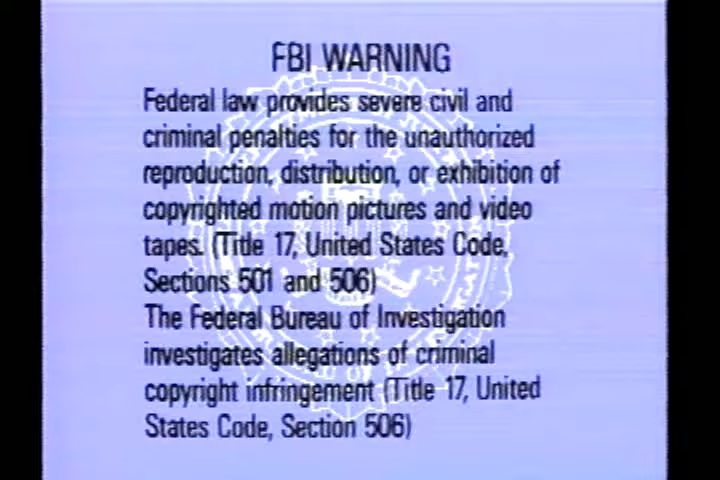 FBI WARNING
Federal law provides severe civil and
criminal penalties for the unauthorized
reproduction, distribution, or exhibition of
copyrighted motion pictures and video
tapes. (Title 17, United States Code,
Sections 501 and 506)
The Federal Bureau of Investigation
investigates allegations of criminal
copyright infringement (Title 17, United
States Code, Section 506)